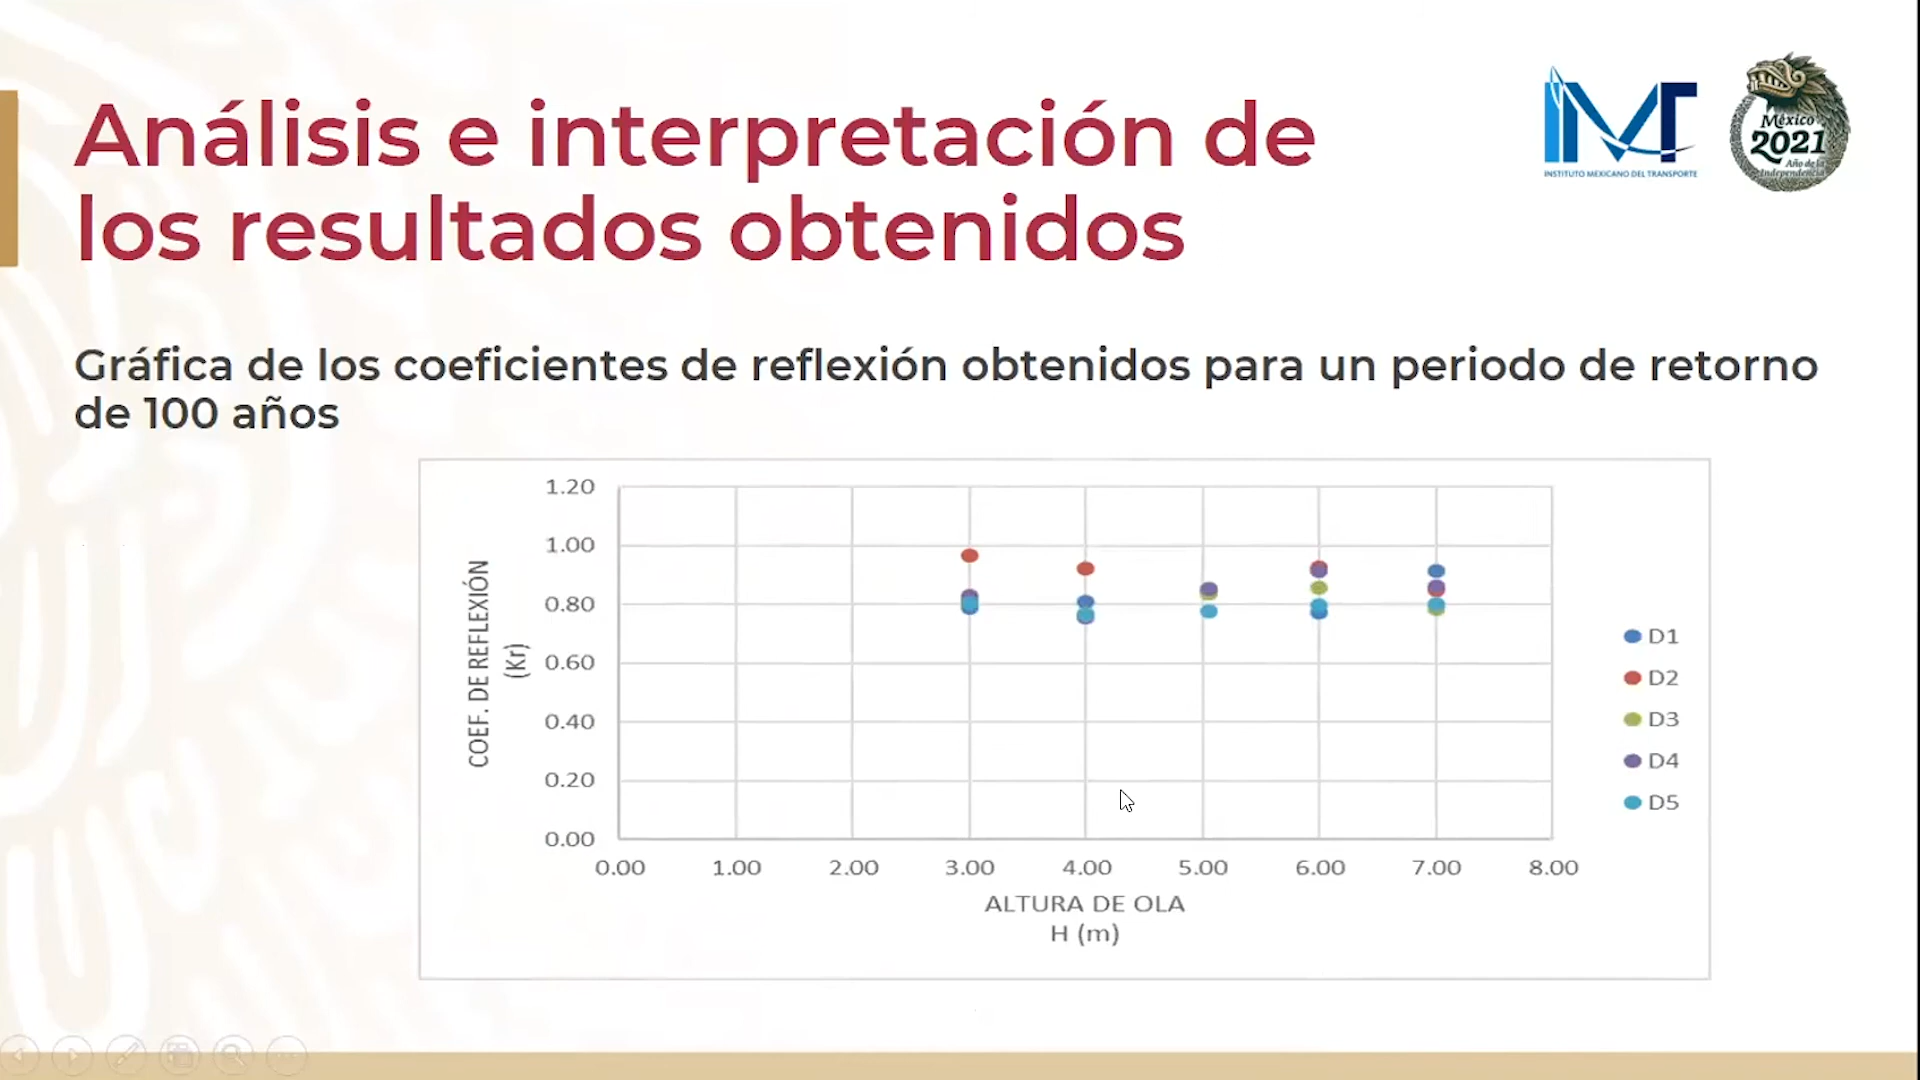 Análisis e interpretación de
los resultados obtenidos
INSTITUTO MEXICANO DEL TRANSPORTE
México
2021
Año de la
Independencia
Gráfica de los coeficientes de reflexión obtenidos para un periodo de retorno
de 100 años
1.20
1.00
0.80
0.60
0.40
0.20
0.00
COEF. DE REFLEXIÓN
(Kr)
0.00 1.00 2.00 3.00 4.00 5.00 6.00 7.00 8.00
ALTURA DE OLA
H (m)
D1
D2
D3
D4
D5